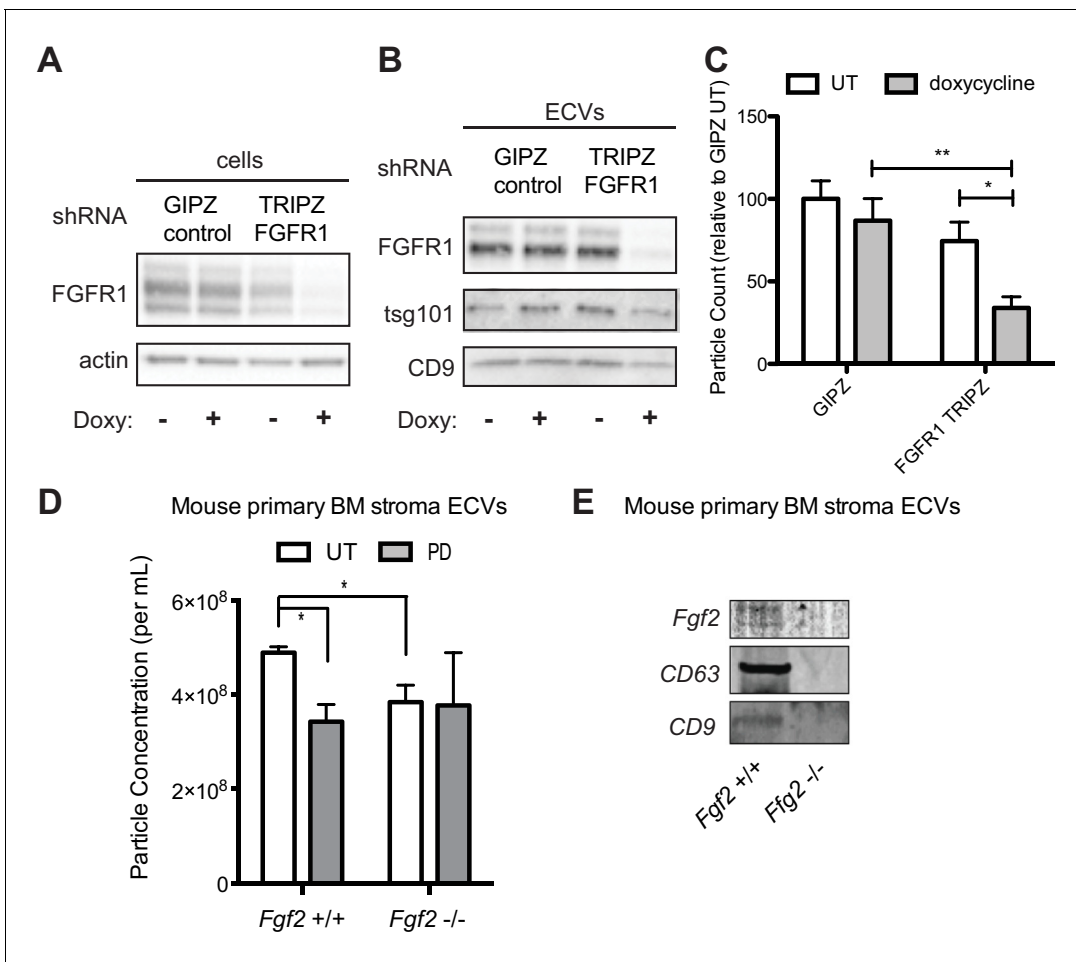 A
cells
shRNA
GIPZ control
TRIPZ FGFR1
FGFR1
actin
Doxy: - + - +
B
ECVs
shRNA
GIPZ control
TRIPZ FGFR1
FGFR1
tsg101
CD9
Doxy: - + - +
C
UT doxycycline
Particle Count (relative to GIPZ UT)
150
100
50
0
**
*
GIPZ
FGFR1 TRIPZ
D
Mouse primary BM stroma ECVs
UT PD
Particle Concentration (per mL)
6×10⁸
4×10⁸
2×10⁸
0
*
*
Fgf2 +/+
Fgf2 -/-
E
Mouse primary BM stroma ECVs
Fgf2
CD63
CD9
Fgf2 +/+
Ffg2 -/-